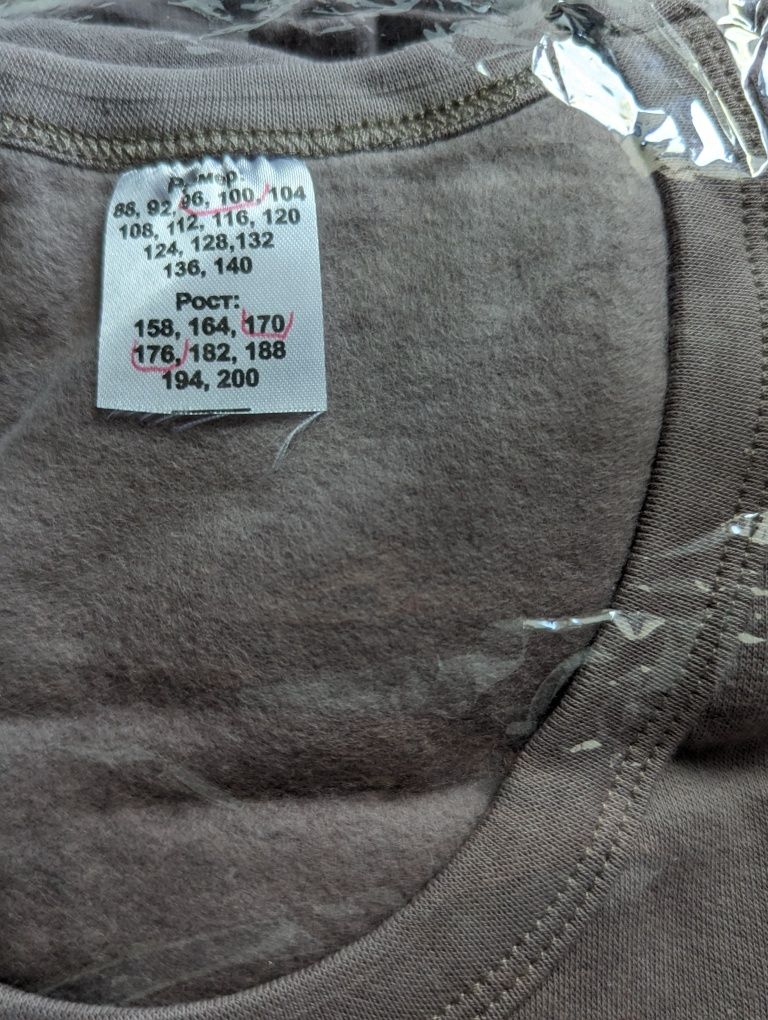 Размер:
88, 92, 96, 100, 104
108, 112, 116, 120
124, 128,132
136, 140
Рост:
158, 164, 170
176, 182, 188
194, 200